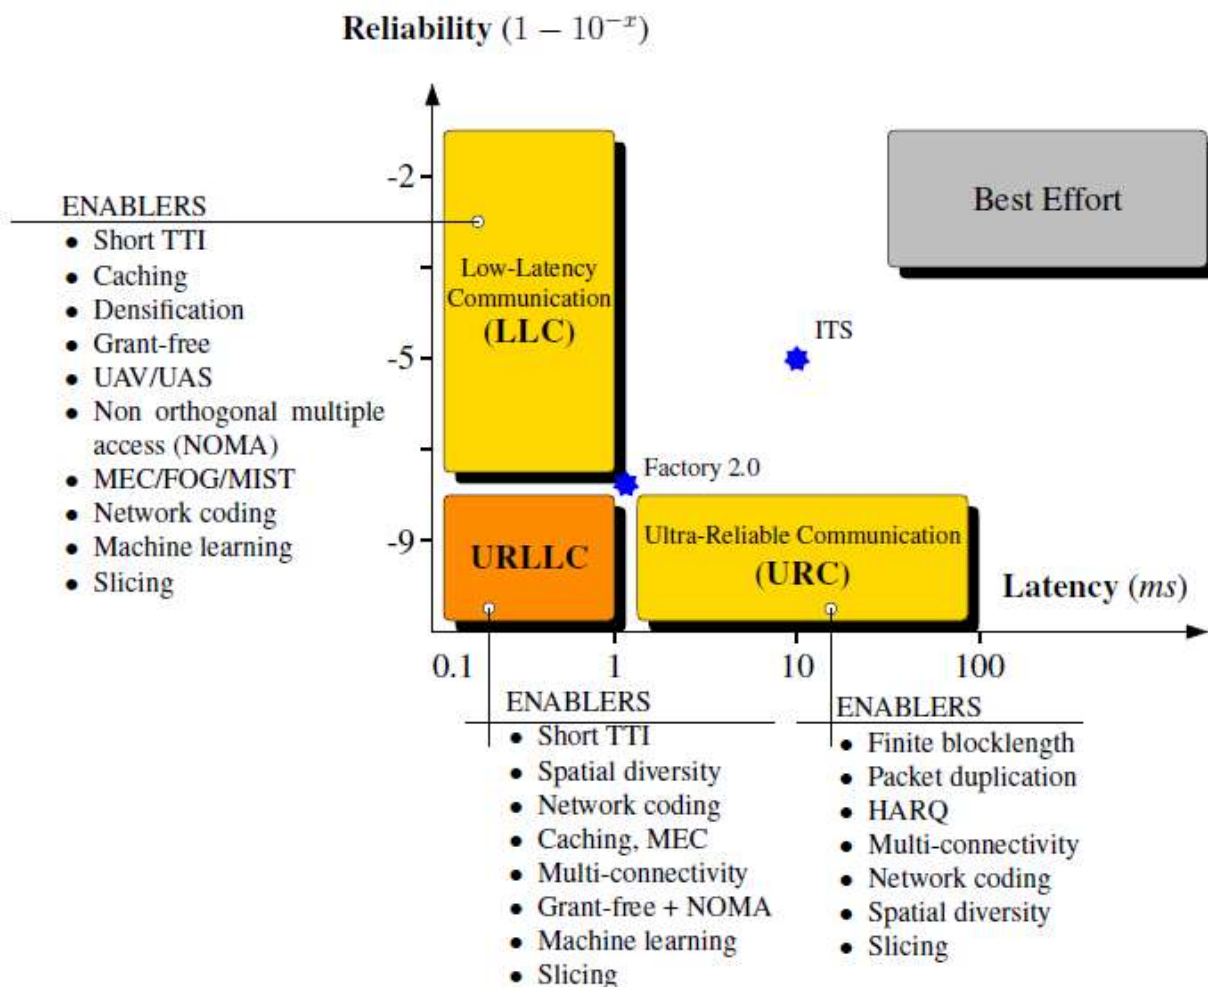 Reliability (1 − 10⁻ˣ)
-2
-5
-9
ENABLERS
• Short TTI
• Caching
• Densification
• Grant-free
• UAV/UAS
• Non orthogonal multiple
access (NOMA)
• MEC/FOG/MIST
• Network coding
• Machine learning
• Slicing
Low-Latency
Communication
(LLC)
Best Effort
ITS
Factory 2.0
URLLC
Ultra-Reliable Communication
(URC)
Latency (ms)
0.1 1 10 100
ENABLERS
• Short TTI
• Spatial diversity
• Network coding
• Caching, MEC
• Multi-connectivity
• Grant-free + NOMA
• Machine learning
• Slicing
ENABLERS
• Finite blocklength
• Packet duplication
• HARQ
• Multi-connectivity
• Network coding
• Spatial diversity
• Slicing